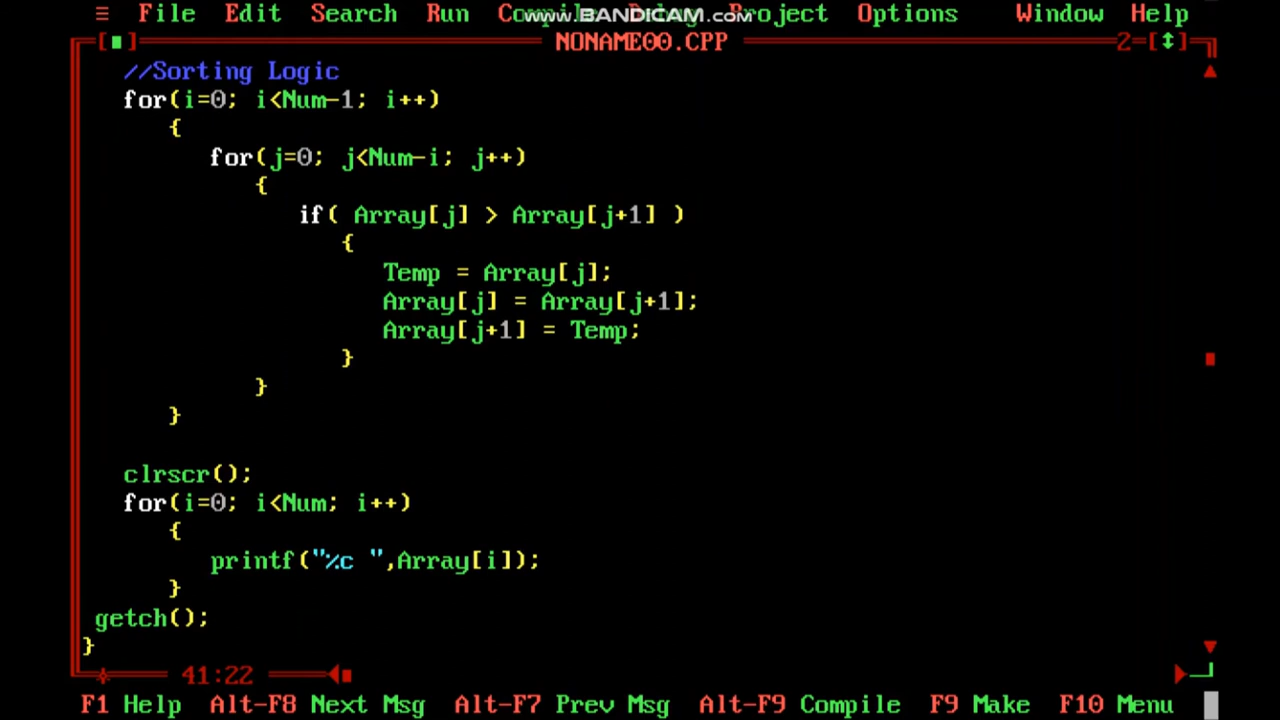 ≡ File Edit Search Run Compile Debug Project Options Window Help
www.BANDICAM.com
[■] NONAME00.CPP 2=[↕]
//Sorting Logic
for(i=0; i<Num-1; i++)
{
for(j=0; j<Num-i; j++)
{
if( Array[j] > Array[j+1] )
{
Temp = Array[j];
Array[j] = Array[j+1];
Array[j+1] = Temp;
}
}
}
clrscr();
for(i=0; i<Num; i++)
{
printf("%c ",Array[i]);
}
getch();
}
41:22
F1 Help Alt-F8 Next Msg Alt-F7 Prev Msg Alt-F9 Compile F9 Make F10 Menu